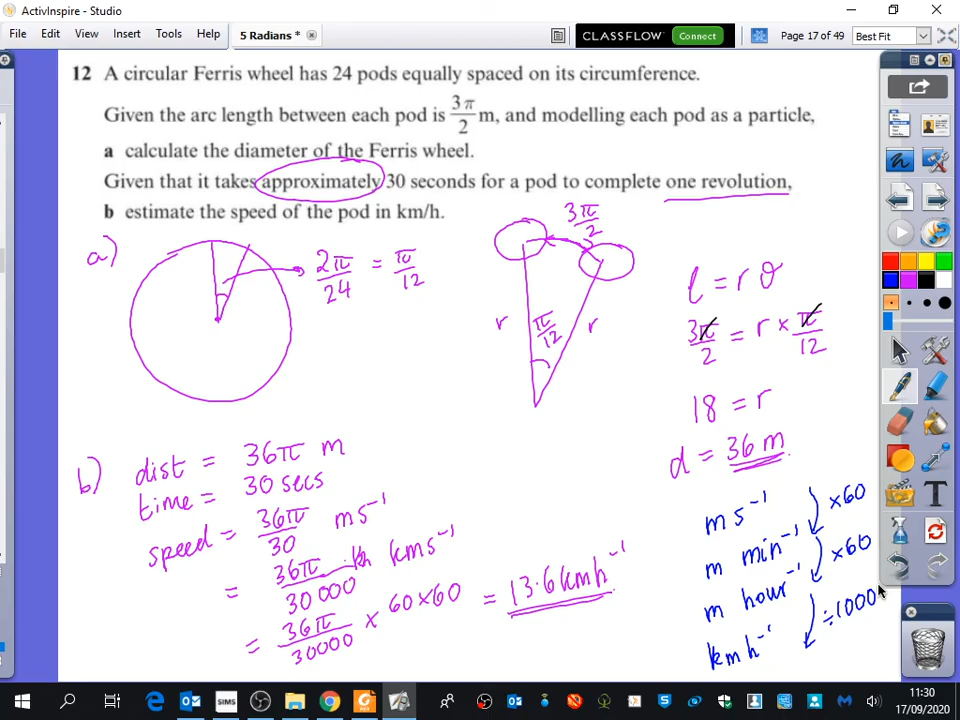 ActivInspire - Studio
File Edit View Insert Tools Help
5 Radians *
CLASSFLOW Connect
Page 17 of 49
Best Fit
12 A circular Ferris wheel has 24 pods equally spaced on its circumference.
Given the arc length between each pod is 3π/2 m, and modelling each pod as a particle,
a calculate the diameter of the Ferris wheel.
Given that it takes approximately 30 seconds for a pod to complete one revolution,
b estimate the speed of the pod in km/h.
a)
2π/24 = π/12
3π/2
r π/12 r
l = r θ
3π/2 = r × π/12
18 = r
d = 36 m
b) dist = 36π m
time = 30 secs
speed = 36π/30 ms⁻¹
= 36π/30 000 kms⁻¹
= 36π/30000 × 60×60 = 13.6kmh⁻¹
m s⁻¹
×60
m min⁻¹
×60
m hour⁻¹
÷1000
kmh⁻¹
T
SIMS
11:30
17/09/2020